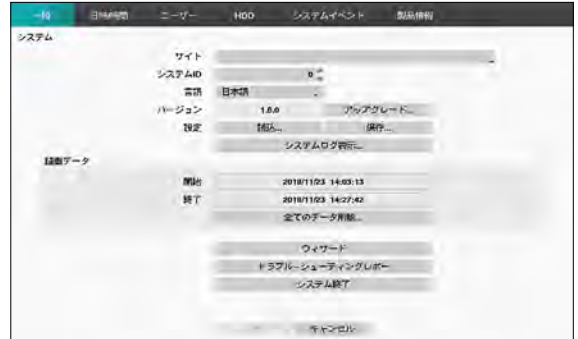 一般 日時/時間 ユーザー HDD システムイベント 製品情報
システム
サイト
システムID 0
言語 日本語
バージョン 1.0.0 アップグレード...
設定 読込... 保存...
システムログ表示...
録画データ
開始 2018/11/23 14:03:13
終了 2018/11/23 14:27:42
全てのデータ削除...
ウィザード
トラブルシューティングレポート
システム終了
キャンセル